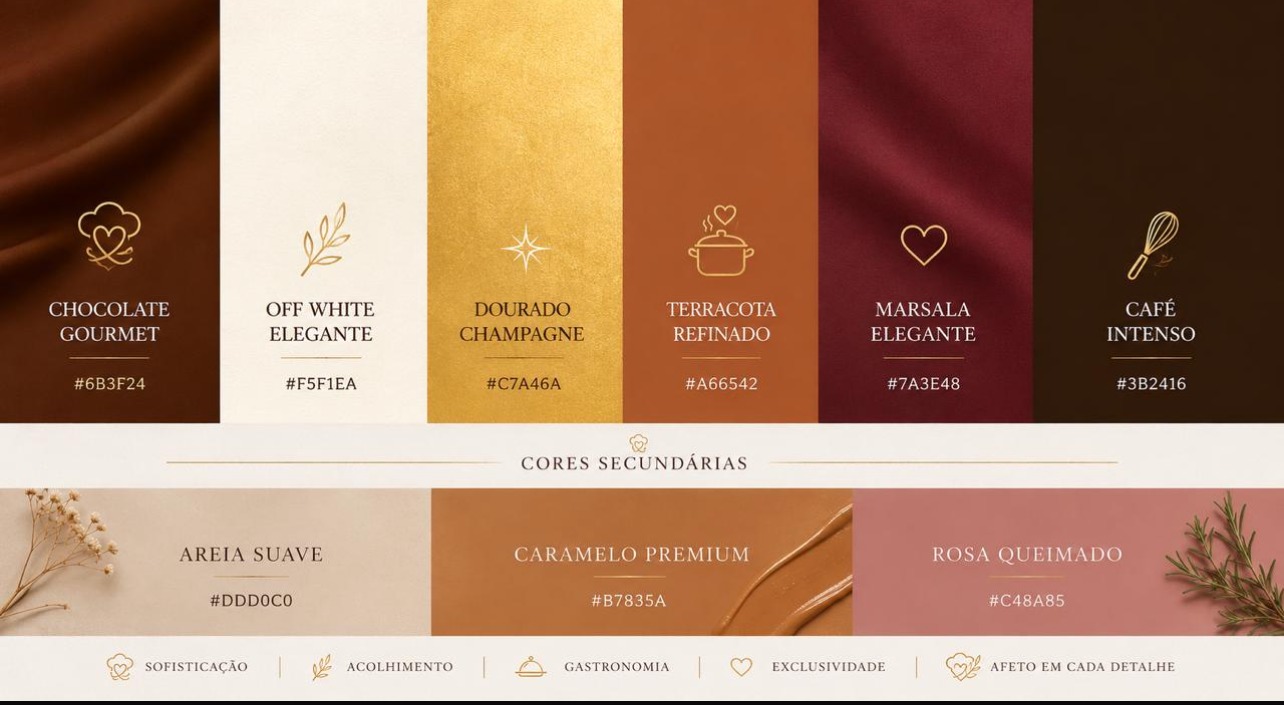 CHOCOLATE
GOURMET
#6B3F24
OFF WHITE
ELEGANTE
#F5F1EA
DOURADO
CHAMPAGNE
#C7A46A
TERRACOTA
REFINADO
#A66542
MARSALA
ELEGANTE
#7A3E48
CAFÉ
INTENSO
#3B2416
CORES SECUNDÁRIAS
AREIA SUAVE
#DDD0C0
CARAMELO PREMIUM
#B7835A
ROSA QUEIMADO
#C48A85
SOFISTICAÇÃO
ACOLHIMENTO
GASTRONOMIA
EXCLUSIVIDADE
AFETO EM CADA DETALHE